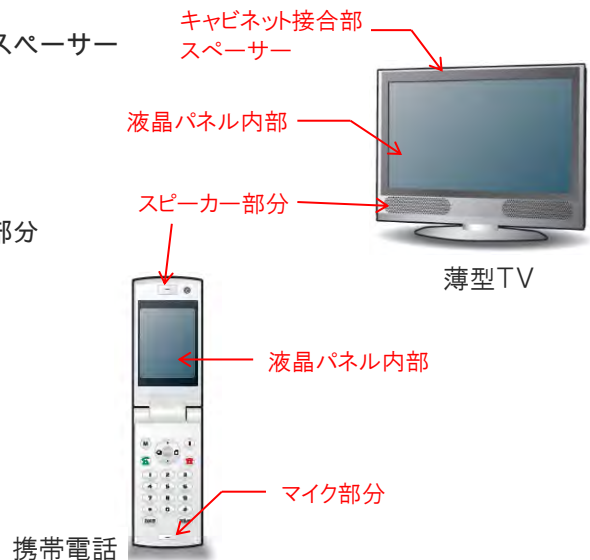 キャビネット接合部
スペーサー
スペーサー
液晶パネル内部
スピーカー部分
部分
薄型TV
液晶パネル内部
マイク部分
携帯電話